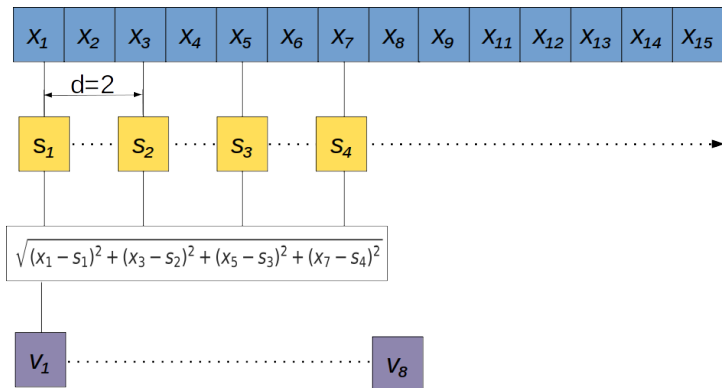 X₁ X₂ X₃ X₄ X₅ X₆ X₇ X₈ X₉ X₁₁ X₁₂ X₁₃ X₁₄ X₁₅
d=2
S₁ S₂ S₃ S₄
√(x₁−s₁)²+(x₃−s₂)²+(x₅−s₃)²+(x₇−s₄)²
V₁ V₈